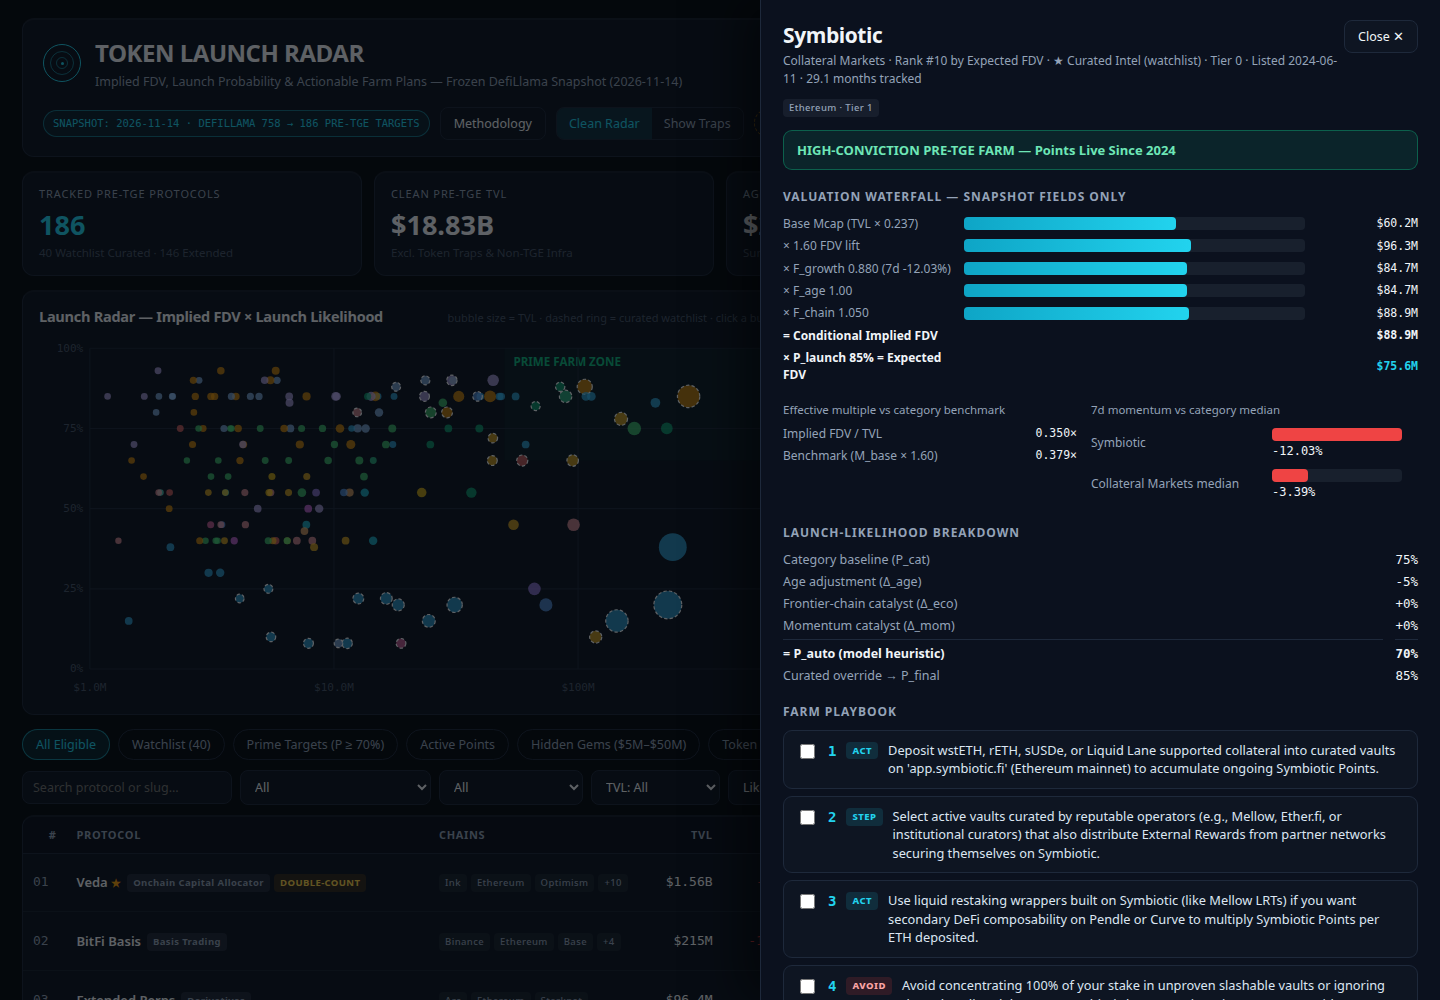 TOKEN LAUNCH RADAR
Implied FDV, Launch Probability & Actionable Farm Plans — Frozen DefiLlama Snapshot (2026-11-14)
SNAPSHOT: 2026-11-14 · DEFILLAMA 758 → 186 PRE-TGE TARGETS
Methodology
Clean Radar
Show Traps
TRACKED PRE-TGE PROTOCOLS
186
40 Watchlist Curated · 146 Extended
CLEAN PRE-TGE TVL
$18.83B
Excl. Token Traps & Non-TGE Infra
Launch Radar — Implied FDV × Launch Likelihood
bubble size = TVL · dashed ring = curated watchlist · click a
PRIME FARM ZONE
100%
75%
50%
25%
0%
$1.0M
$10.0M
$100M
All Eligible
Watchlist (40)
Prime Targets (P ≥ 70%)
Active Points
Hidden Gems ($5M–$50M)
Token
Search protocol or slug...
All
All
TVL: All
# PROTOCOL CHAINS TVL
01 Veda ★ Onchain Capital Allocator DOUBLE-COUNT Ink Ethereum Optimism +10 $1.56B
02 BitFi Basis Basis Trading Binance Ethereum Base +4 $215M
03 Extended Perps Derivatives Ethereum $96.4M
Symbiotic
Close ✕
Collateral Markets · Rank #10 by Expected FDV · ★ Curated Intel (watchlist) · Tier 0 · Listed 2024-06-
11 · 29.1 months tracked
Ethereum · Tier 1
HIGH-CONVICTION PRE-TGE FARM — Points Live Since 2024
VALUATION WATERFALL — SNAPSHOT FIELDS ONLY
Base Mcap (TVL × 0.237) $60.2M
× 1.60 FDV lift $96.3M
× F_growth 0.880 (7d -12.03%) $84.7M
× F_age 1.00 $84.7M
× F_chain 1.050 $88.9M
= Conditional Implied FDV $88.9M
× P_launch 85% = Expected
FDV
$75.6M
Effective multiple vs category benchmark
Implied FDV / TVL 0.350×
Benchmark (M_base × 1.60) 0.379×
7d momentum vs category median
Symbiotic
-12.03%
Collateral Markets median
-3.39%
LAUNCH-LIKELIHOOD BREAKDOWN
Category baseline (P_cat) 75%
Age adjustment (Δ_age) -5%
Frontier-chain catalyst (Δ_eco) +0%
Momentum catalyst (Δ_mom) +0%
= P_auto (model heuristic) 70%
Curated override → P_final 85%
FARM PLAYBOOK
1 ACT Deposit wstETH, rETH, sUSDe, or Liquid Lane supported collateral into curated vaults
on 'app.symbiotic.fi' (Ethereum mainnet) to accumulate ongoing Symbiotic Points.
2 STEP Select active vaults curated by reputable operators (e.g., Mellow, Ether.fi, or
institutional curators) that also distribute External Rewards from partner networks
securing themselves on Symbiotic.
3 ACT Use liquid restaking wrappers built on Symbiotic (like Mellow LRTs) if you want
secondary DeFi composability on Pendle or Curve to multiply Symbiotic Points per
ETH deposited.
4 AVOID Avoid concentrating 100% of your stake in unproven slashable vaults or ignoring